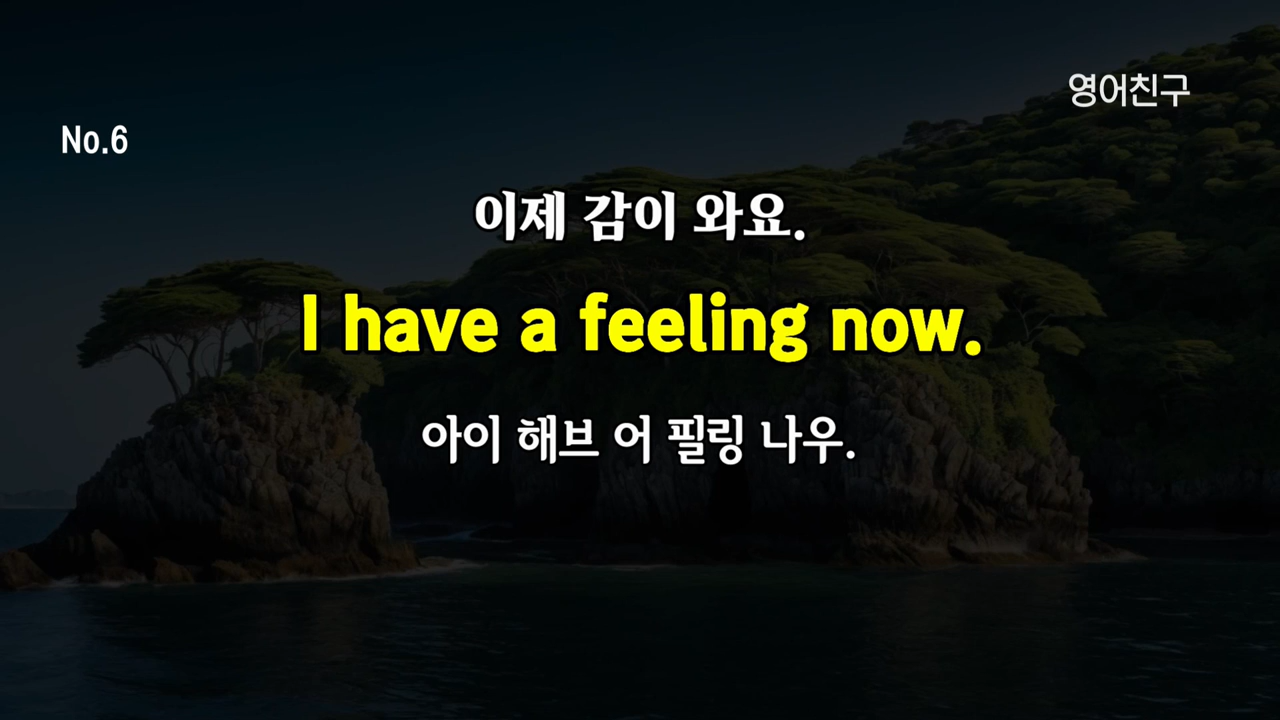 영어친구
No.6
이제 감이 와요.
I have a feeling now.
아이 해브 어 필링 나우.